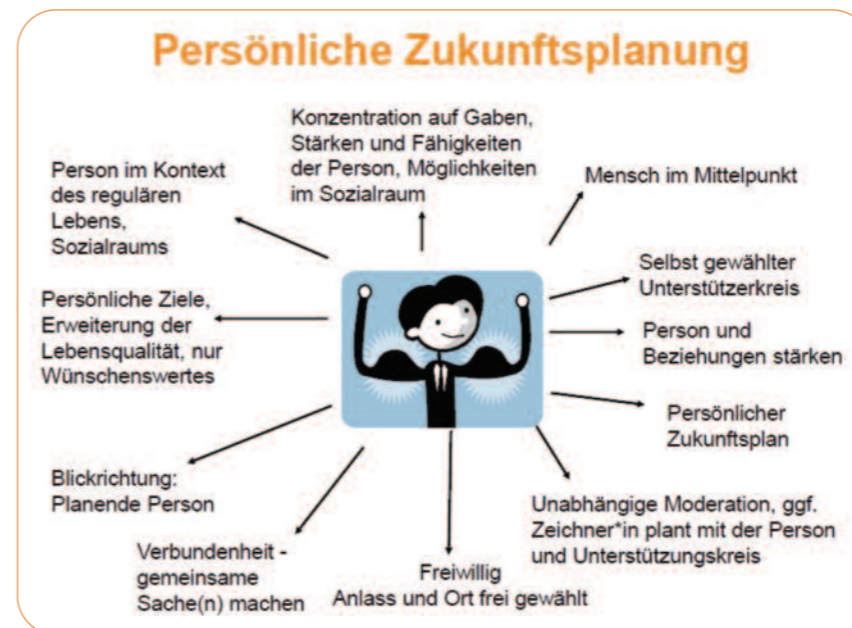 Persönliche Zukunftsplanung
Konzentration auf Gaben,
Stärken und Fähigkeiten
der Person, Möglichkeiten
im Sozialraum
Mensch im Mittelpunkt
Person im Kontext
des regulären
Lebens,
Sozialraums
Selbst gewählter
Unterstützerkreis
Persönliche Ziele,
Erweiterung der
Lebensqualität, nur
Wünschenswertes
Person und
Beziehungen stärken
Persönlicher
Zukunftsplan
Blickrichtung:
Planende Person
Unabhängige Moderation, ggf.
Zeichner*in plant mit der Person
und Unterstützungskreis
Verbundenheit -
gemeinsame
Sache(n) machen
Freiwillig
Anlass und Ort frei gewählt